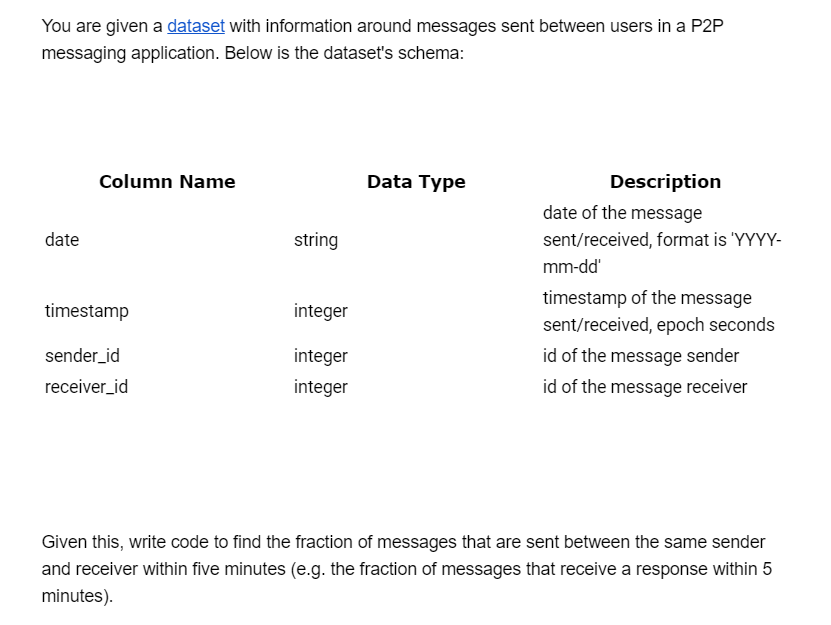 You are given a dataset with information around messages sent between users in a P2P
messaging application. Below is the dataset's schema:
Column Name Data Type Description
date string date of the message
sent/received, format is 'YYYY-
mm-dd'
timestamp integer timestamp of the message
sent/received, epoch seconds
sender_id integer id of the message sender
receiver_id integer id of the message receiver
Given this, write code to find the fraction of messages that are sent between the same sender
and receiver within five minutes (e.g. the fraction of messages that receive a response within 5
minutes).